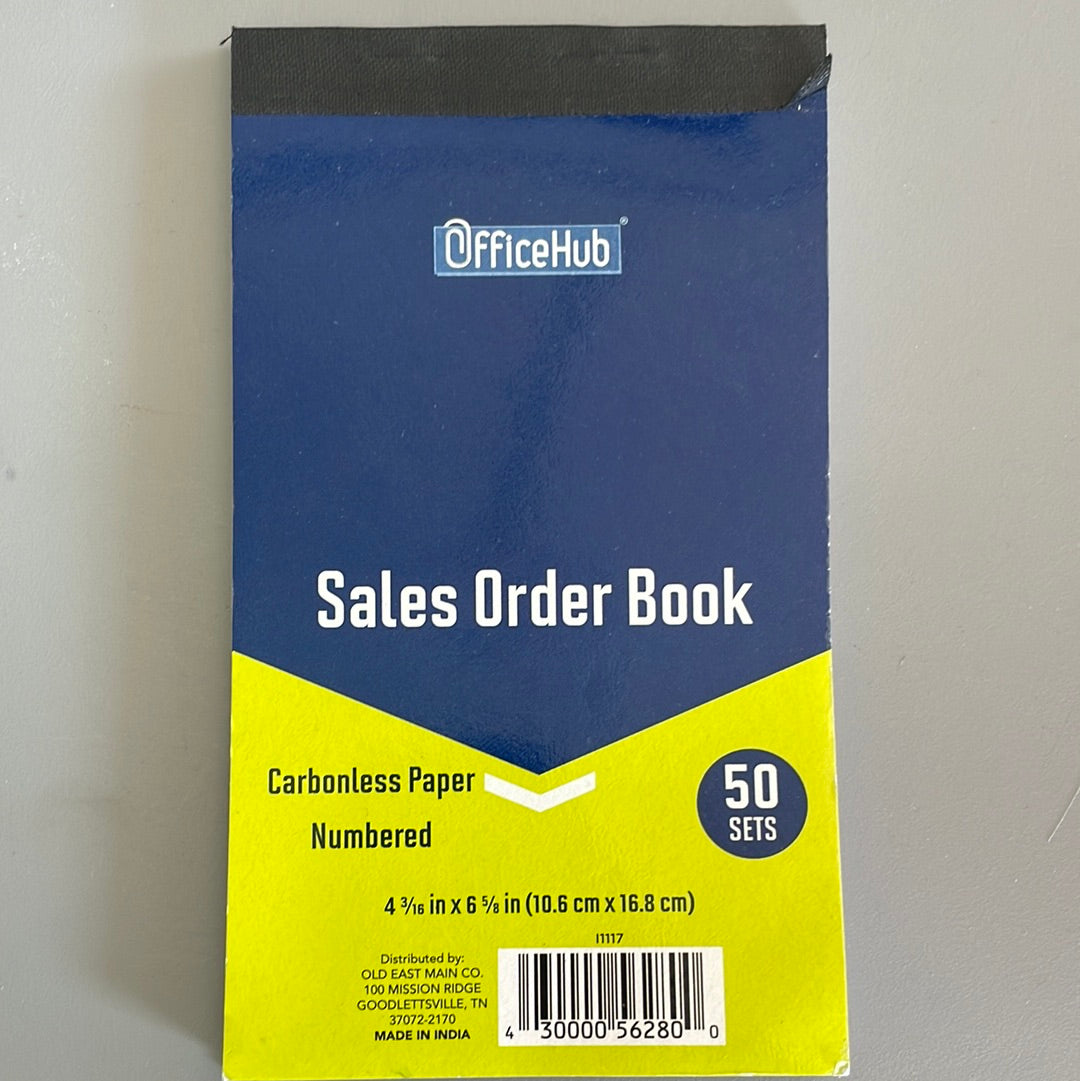 OfficeHub®
Sales Order Book
Carbonless Paper
Numbered
50
SETS
4 3/16 in x 6 5/8 in (10.6 cm x 16.8 cm)
I1117
Distributed by:
OLD EAST MAIN CO.
100 MISSION RIDGE
GOODLETTSVILLE, TN
37072-2170
MADE IN INDIA
4 30000 56280 0